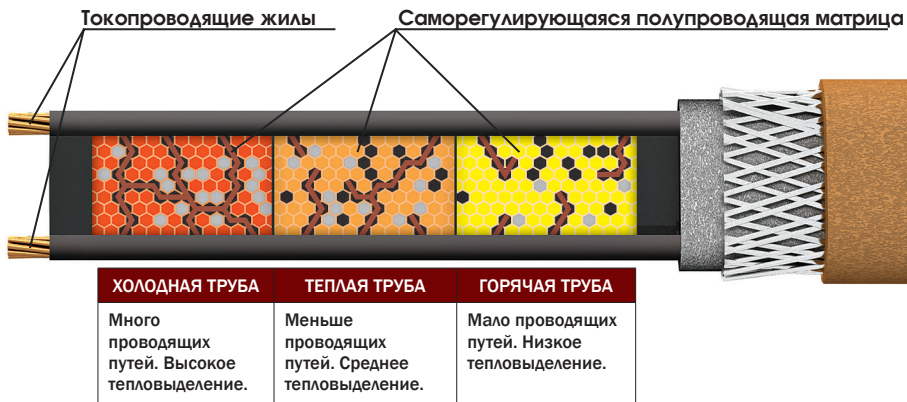 Токопроводящие жилы
Саморегулирующаяся полупроводящая матрица
ХОЛОДНАЯ ТРУБА
ТЕПЛАЯ ТРУБА
ГОРЯЧАЯ ТРУБА
Много
проводящих
путей. Высокое
тепловыделение.
Меньше
проводящих
путей. Среднее
тепловыделение.
Мало проводящих
путей. Низкое
тепловыделение.